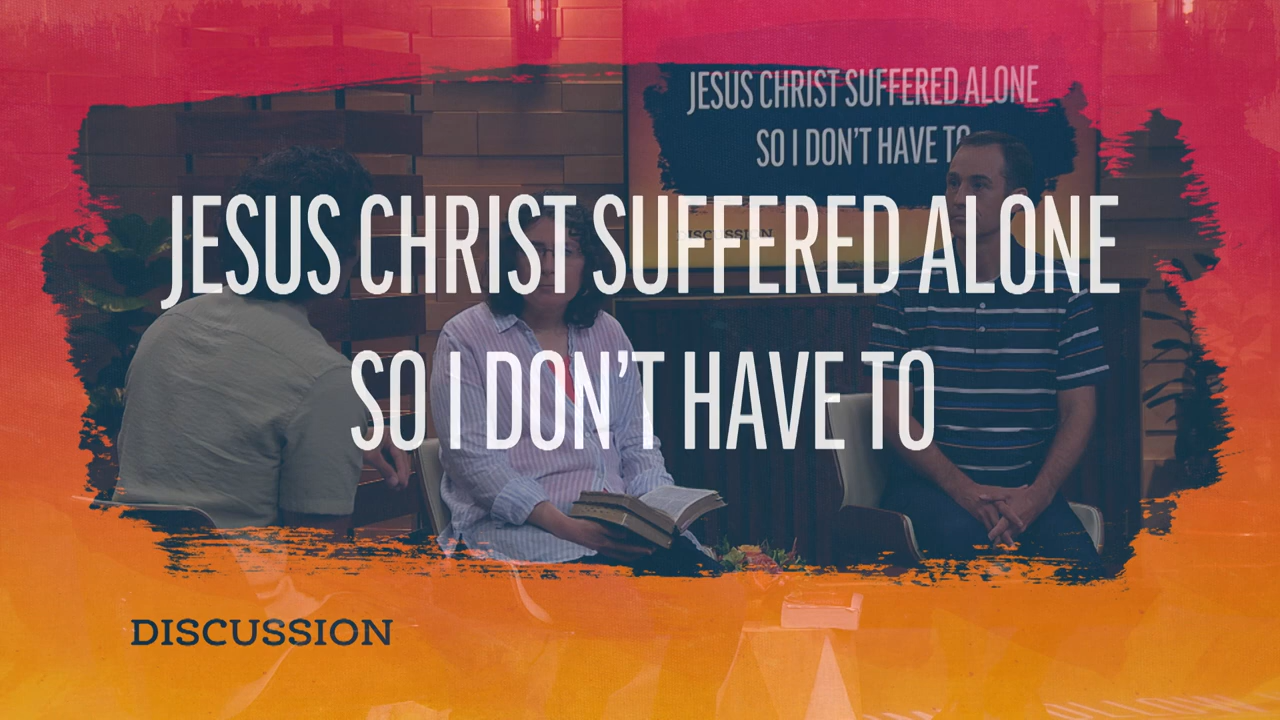 JESUS CHRIST SUFFERED ALONE
SO I DON'T HAVE TO
JESUS CHRIST SUFFERED ALONE
SO I DON’T HAVE TO
DISCUSSION
DISCUSSION